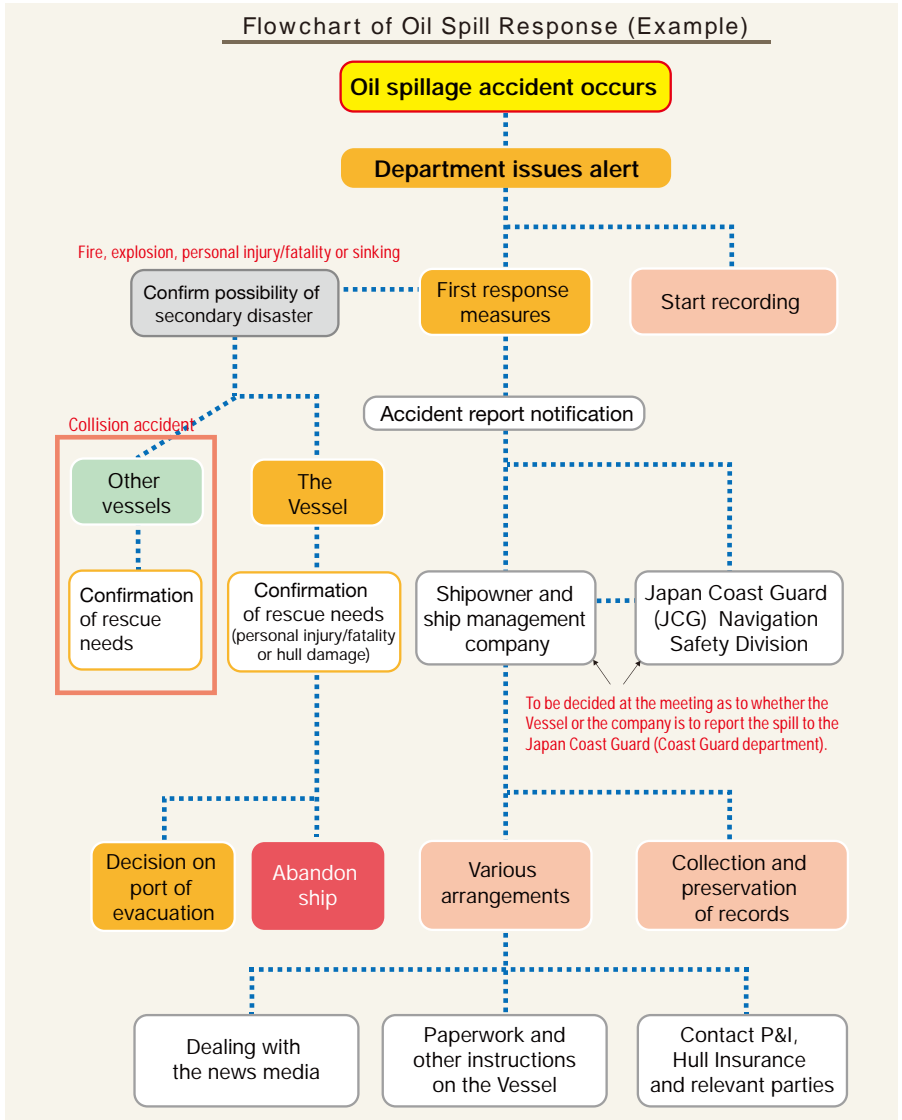 Flowchart of Oil Spill Response (Example)
Oil spillage accident occurs
Department issues alert
Fire, explosion, personal injury/fatality or sinking
Confirm possibility of
secondary disaster
First response
measures
Start recording
Accident report notification
Collision accident
Other
vessels
The
Vessel
Confirmation
of rescue
needs
Confirmation
of rescue needs
(personal injury/fatality
or hull damage)
Shipowner and
ship management
company
Japan Coast Guard
(JCG) Navigation
Safety Division
To be decided at the meeting as to whether the
Vessel or the company is to report the spill to the
Japan Coast Guard (Coast Guard department).
Decision on
port of
evacuation
Abandon
ship
Various
arrangements
Collection and
preservation
of records
Dealing with
the news media
Paperwork and
other instructions
on the Vessel
Contact P&I,
Hull Insurance
and relevant parties